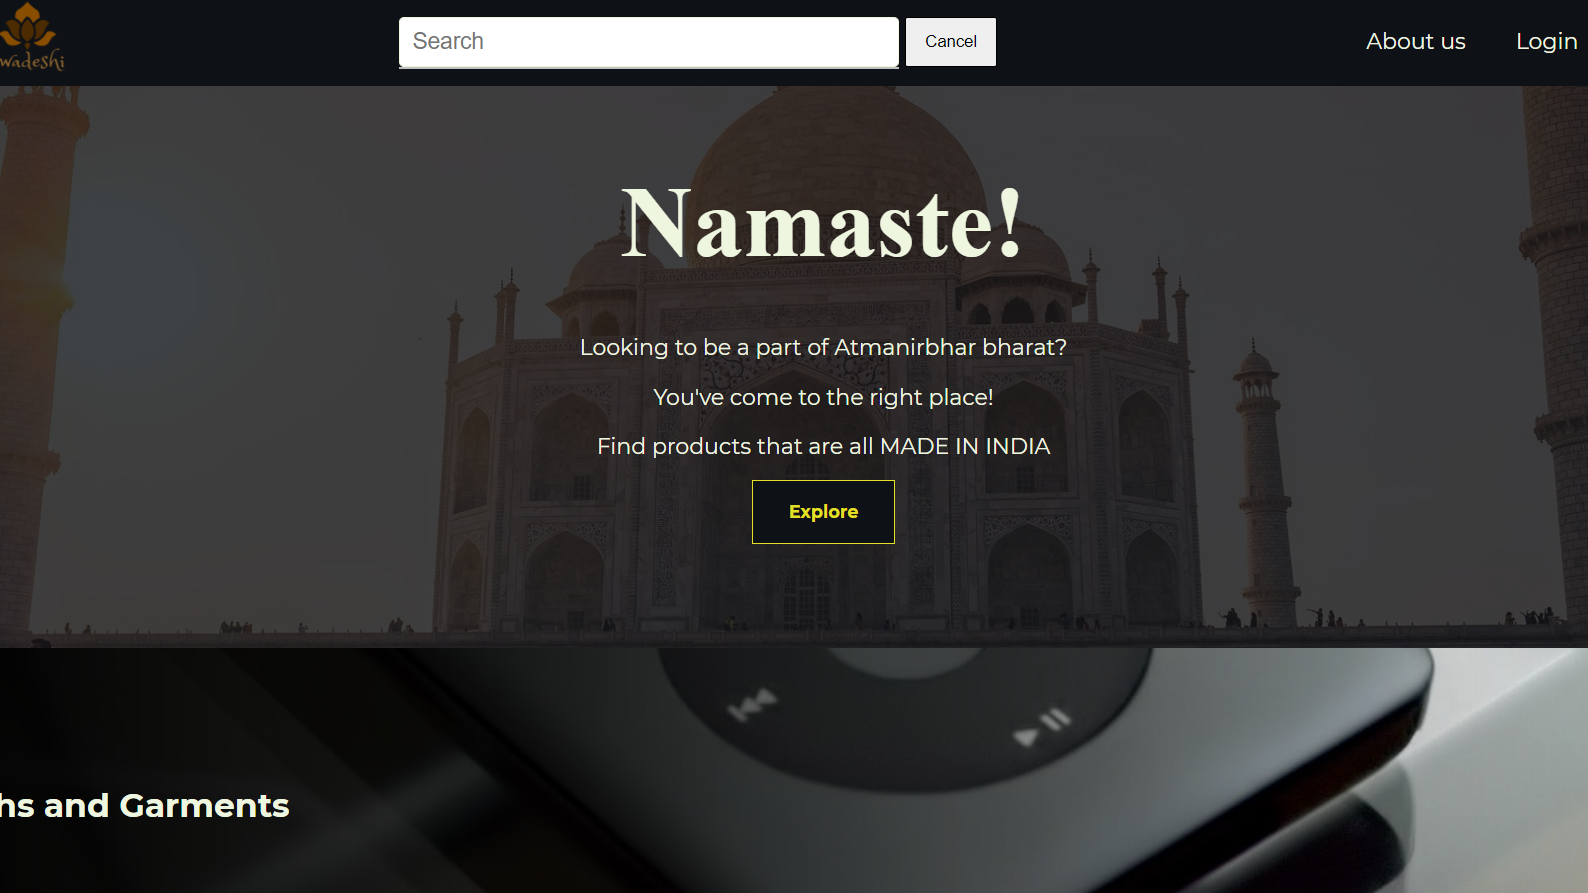 wadeshi
Search
Cancel
About us
Login
Namaste!
Looking to be a part of Atmanirbhar bharat?
You've come to the right place!
Find products that are all MADE IN INDIA
Explore
hs and Garments